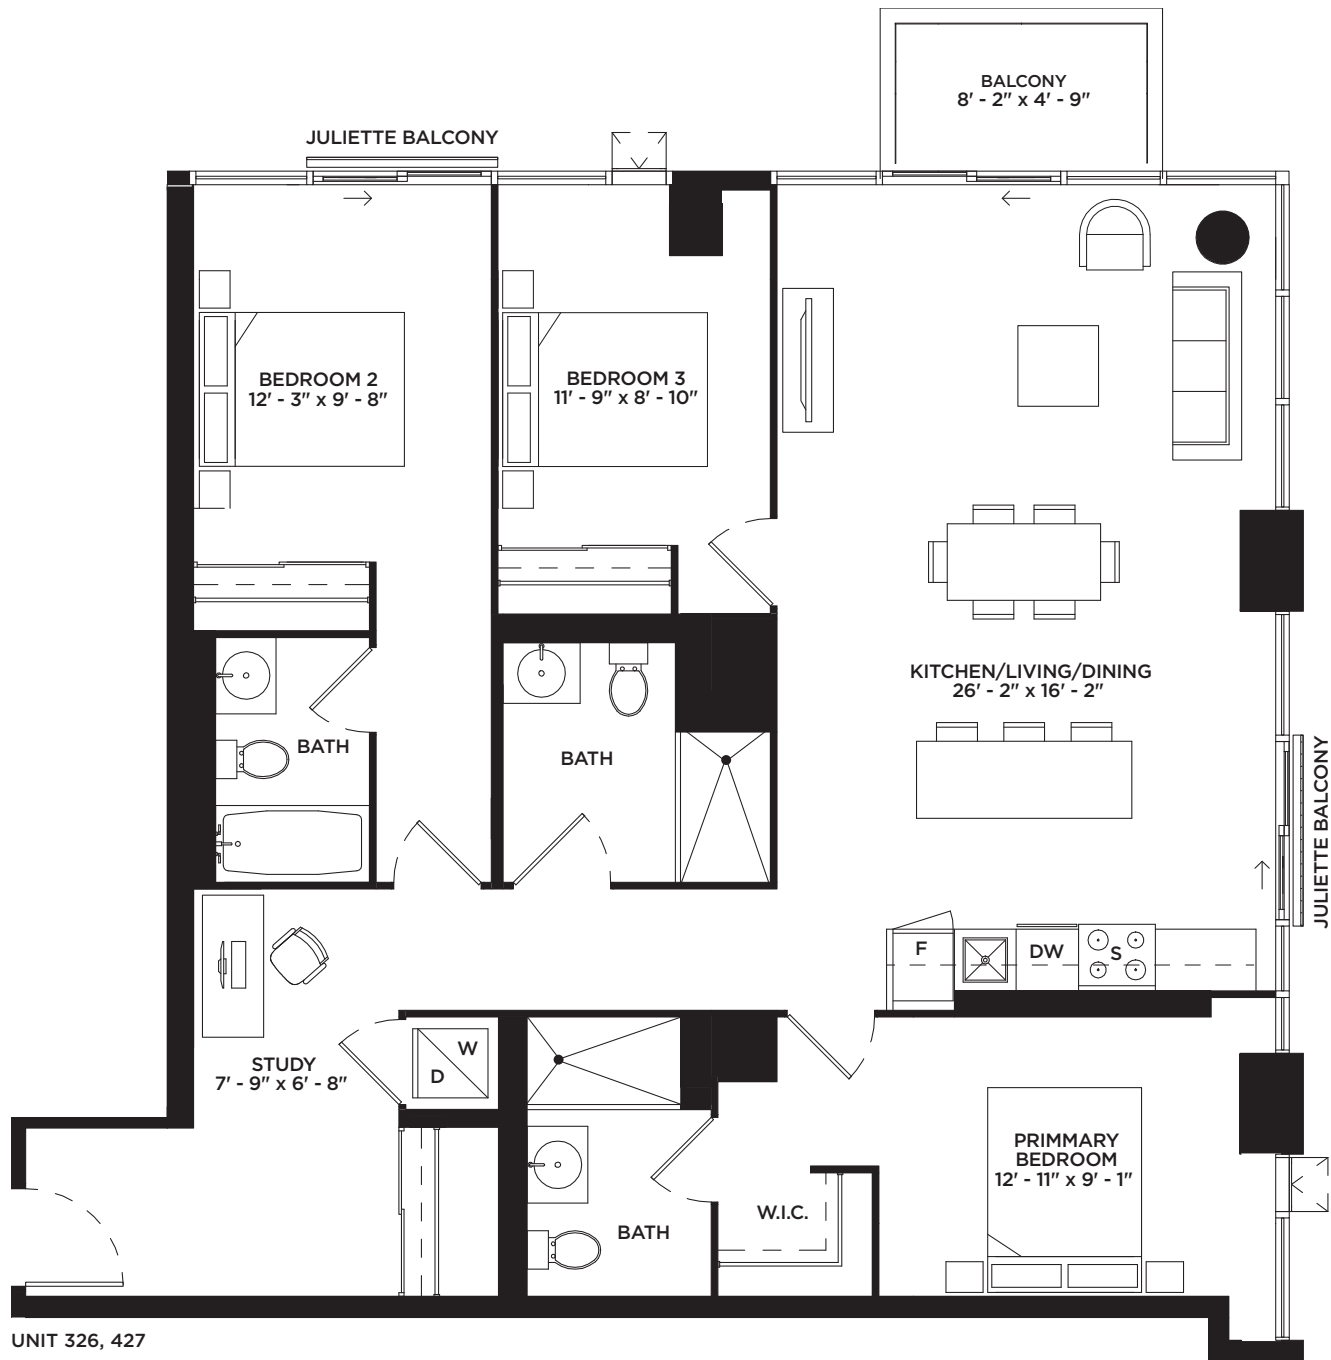 BALCONY
8' - 2" x 4' - 9"
JULIETTE BALCONY
BEDROOM 2
12' - 3" x 9' - 8"
BEDROOM 3
11' - 9" x 8' - 10"
KITCHEN/LIVING/DINING
26' - 2" x 16' - 2"
BATH
BATH
JULIETTE BALCONY
F
DW
S
STUDY
7' - 9" x 6' - 8"
W
D
PRIMMARY
BEDROOM
12' - 11" x 9' - 1"
W.I.C.
BATH
UNIT 326, 427